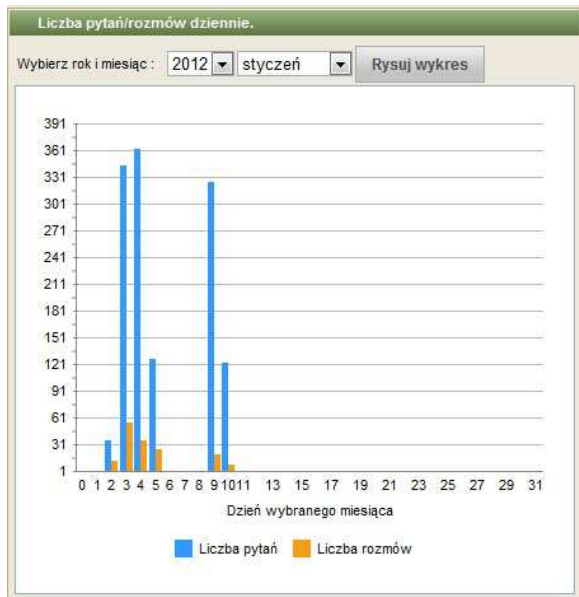 Liczba pytań/rozmów dziennie.
Wybierz rok i miesiąc : 2012 styczeń Rysuj wykres
391
361
331
301
271
241
211
181
151
121
91
61
31
1
0 1 2 3 4 5 6 7 8 9 10 11 13 15 17 19 21 23 25 27 29 31
Dzień wybranego miesiąca
Liczba pytań Liczba rozmów